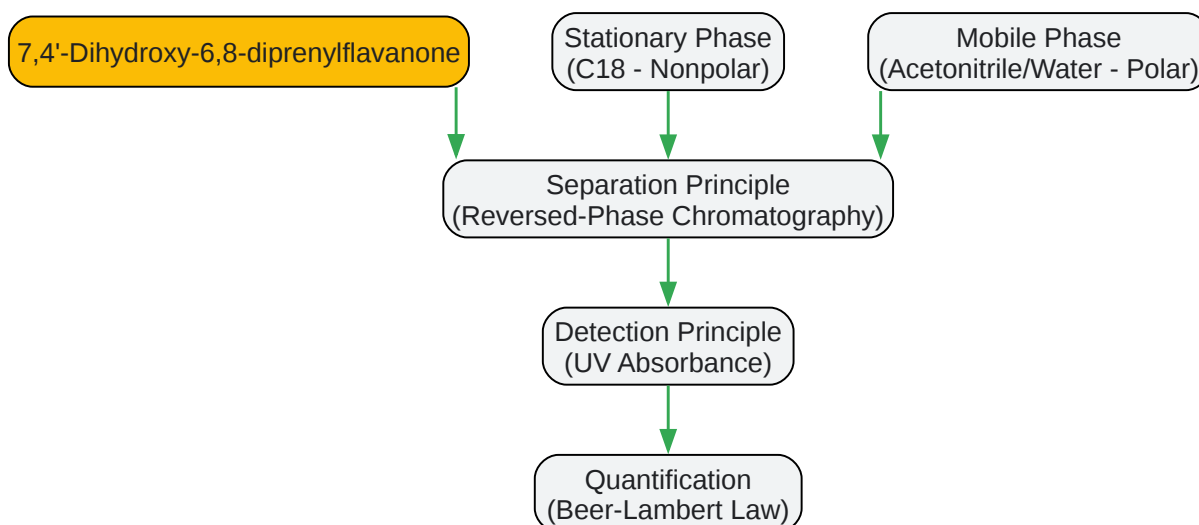 7,4'-Dihydroxy-6,8-diprenylflavanone
Stationary Phase
(C18 - Nonpolar)
Mobile Phase
(Acetonitrile/Water - Polar)
Separation Principle
(Reversed-Phase Chromatography)
Detection Principle
(UV Absorbance)
Quantification
(Beer-Lambert Law)